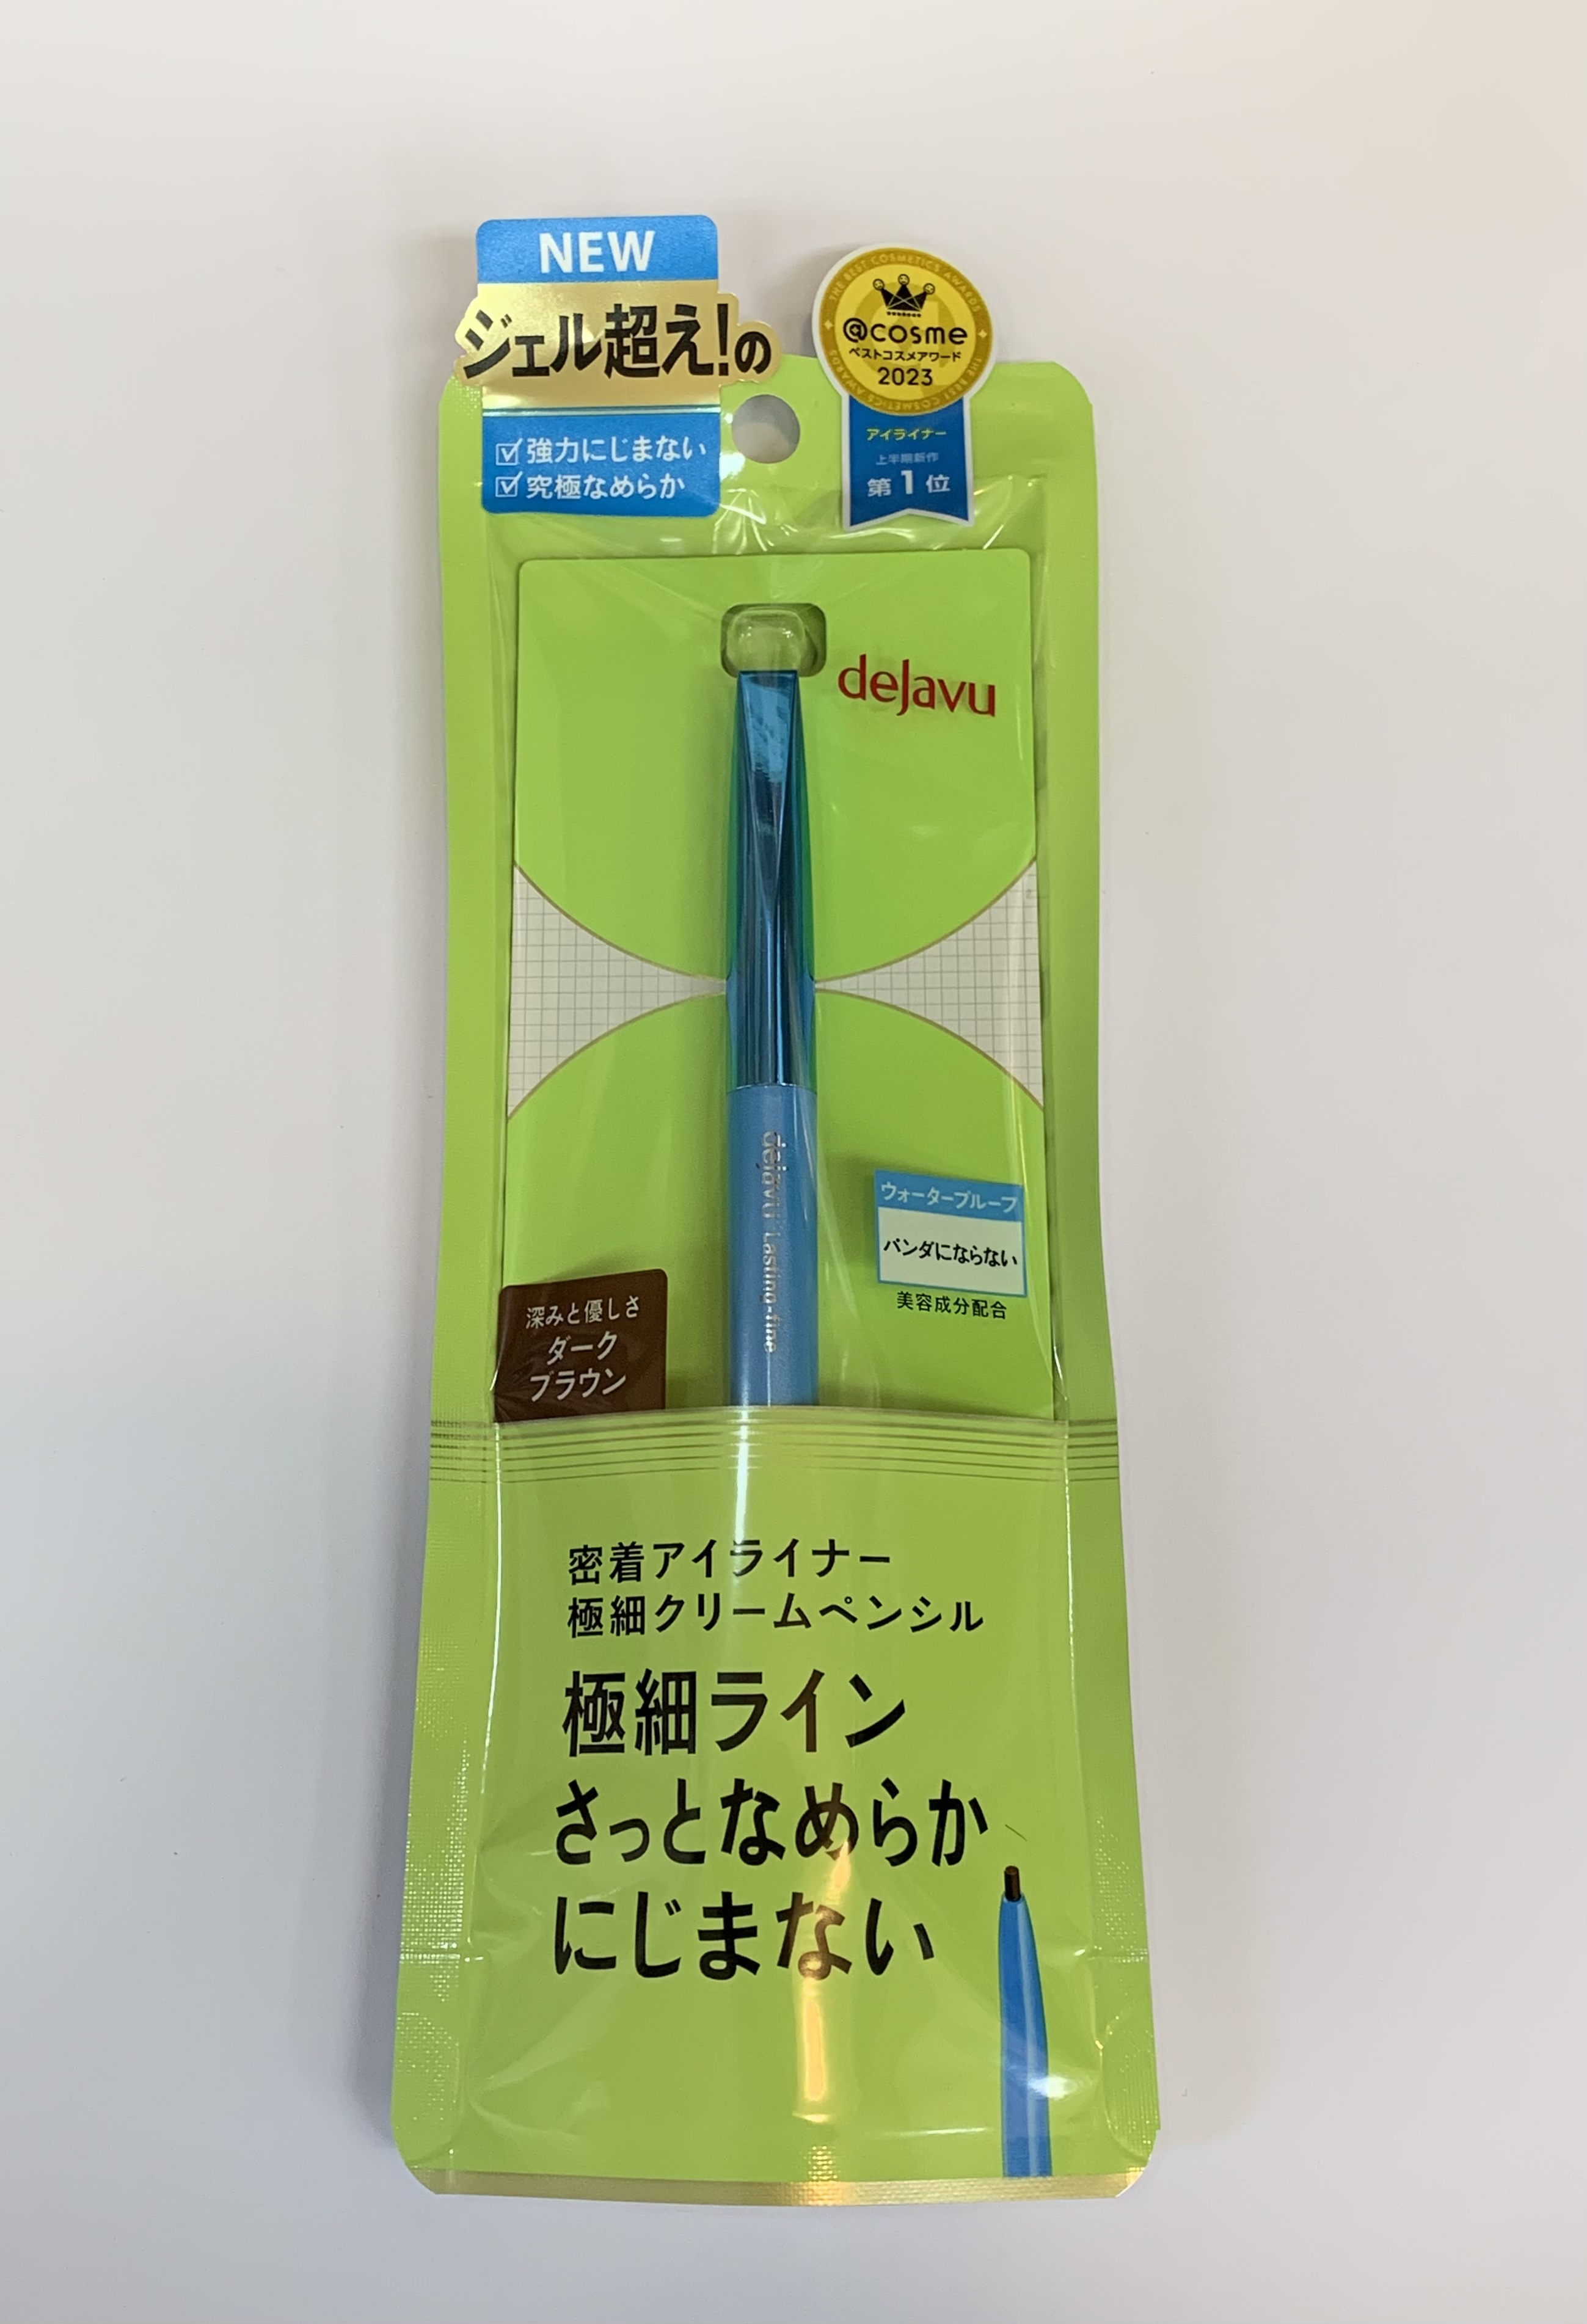 NEW
ジェル超え!の
☑強力にじまない
☑究極なめらか
THE BEST COSMETICS AWARDS
@cosme
ベストコスメアワード
2023
THE BEST COSMETICS AWARDS
アイライナー
上半期新作
第1位
deJavu
dejavu Lasting-fine
ウォータープルーフ
パンダにならない
美容成分配合
深みと優しさ
ダーク
ブラウン
密着アイライナー
極細クリームペンシル
極細ライン
さっとなめらか
にじまない